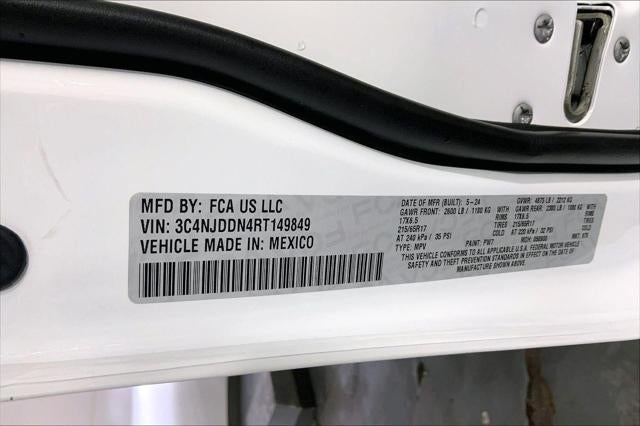 MFD BY: FCA US LLC
VIN: 3C4NJDDN4RT149849
VEHICLE MADE IN: MEXICO
DATE OF MFR (BUILT): 5-24 GVWR: 4875 LB / 2212 KG
GAWR FRONT: 2600 LB / 1180 KG GAWR REAR: 2380 LB / 1080 KG
17X6.5 RIMS 17X6.5
215/65R17 TIRES 215/65R17
AT 240 kPa / 35 PSI COLD AT 220 kPa / 32 PSI
TYPE: MPV PAINT: PW7 MDH:
THIS VEHICLE CONFORMS TO ALL APPLICABLE U.S.A. FEDERAL MOTOR VEHICLE
SAFETY AND THEFT PREVENTION STANDARDS IN EFFECT ON THE DATE OF
MANUFACTURE SHOWN ABOVE.